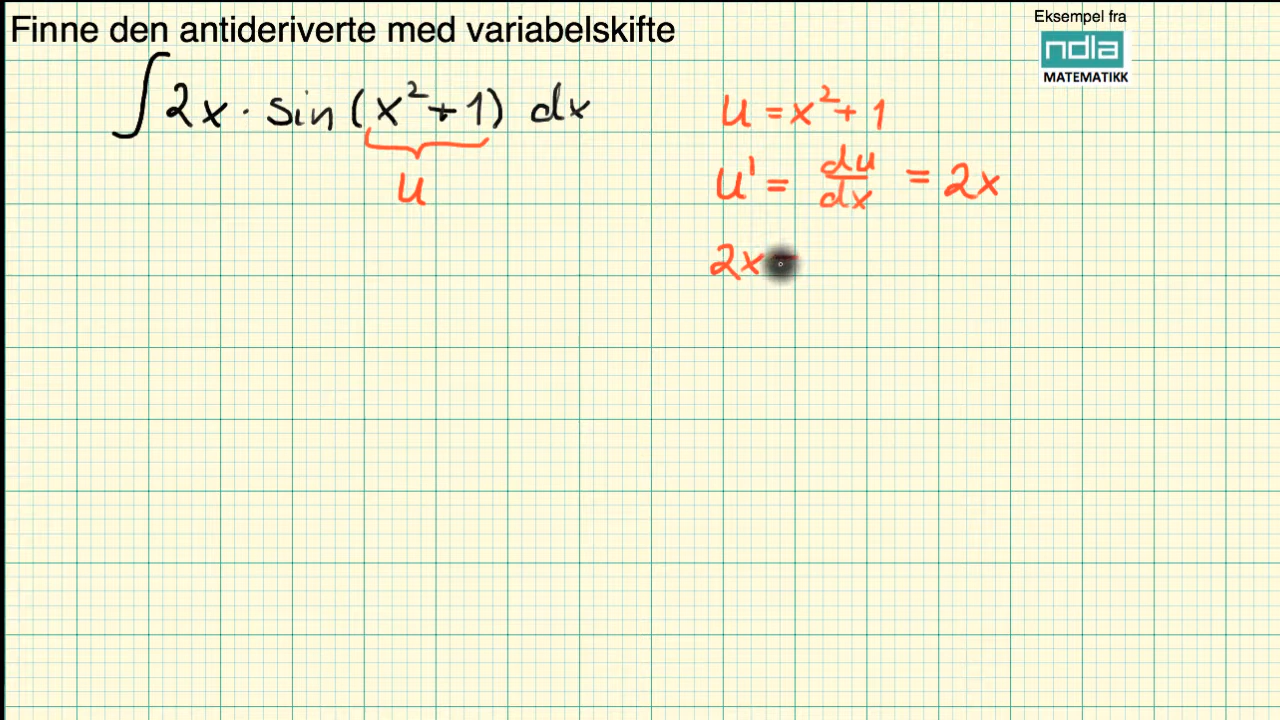 Finne den antideriverte med variabelskifte
Eksempel fra
ndla
MATEMATIKK
∫ 2x · sin (x² + 1) dx
u
u = x² + 1
u' = du/dx = 2x
2x